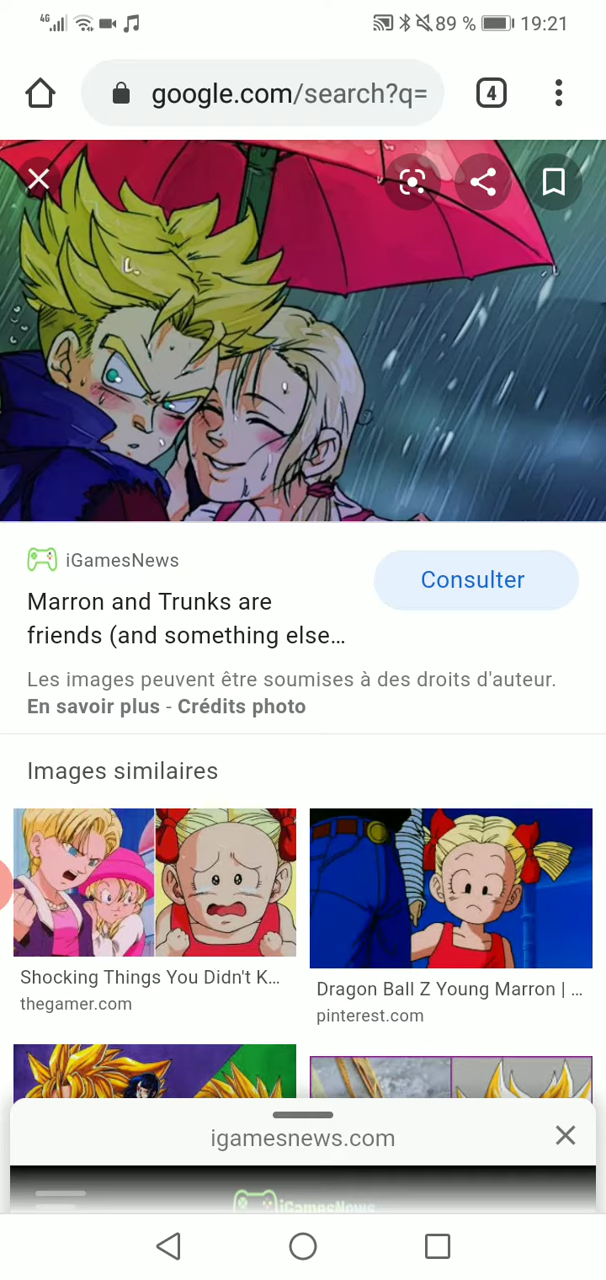 4G 89 % 19:21
google.com/search?q= 4
iGamesNews
Consulter
Marron and Trunks are
friends (and something else...
Les images peuvent être soumises à des droits d'auteur.
En savoir plus - Crédits photo
Images similaires
Shocking Things You Didn't K...
thegamer.com
Dragon Ball Z Young Marron | ...
pinterest.com
igamesnews.com
iGamesNews